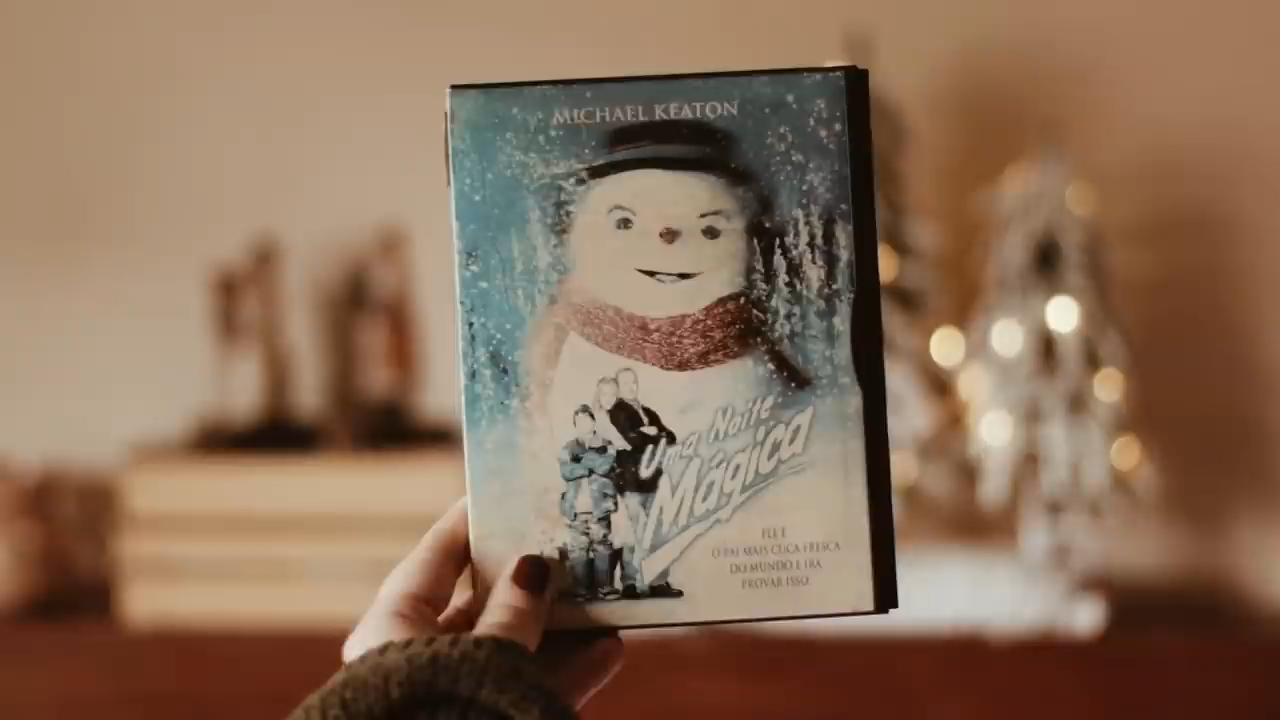 MICHAEL KEATON
Uma Noite
Mágica
ELE É
O PAI MAIS CUCA FRESCA
DO MUNDO E IRÁ
PROVAR ISSO.